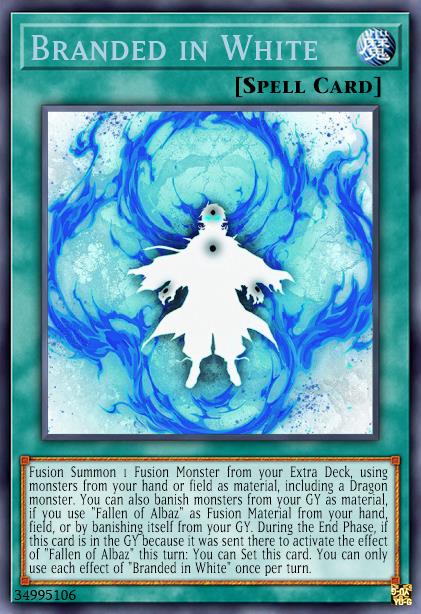 Branded in White
魔
[Spell Card]
Fusion Summon 1 Fusion Monster from your Extra Deck, using
monsters from your hand or field as material, including a Dragon
monster. You can also banish monsters from your GY as material,
if you use "Fallen of Albaz" as Fusion Material from your hand,
field, or by banishing itself from your GY. During the End Phase, if
this card is in the GY because it was sent there to activate the effect
of "Fallen of Albaz" this turn: You can Set this card. You can only
use each effect of "Branded in White" once per turn.
34995106